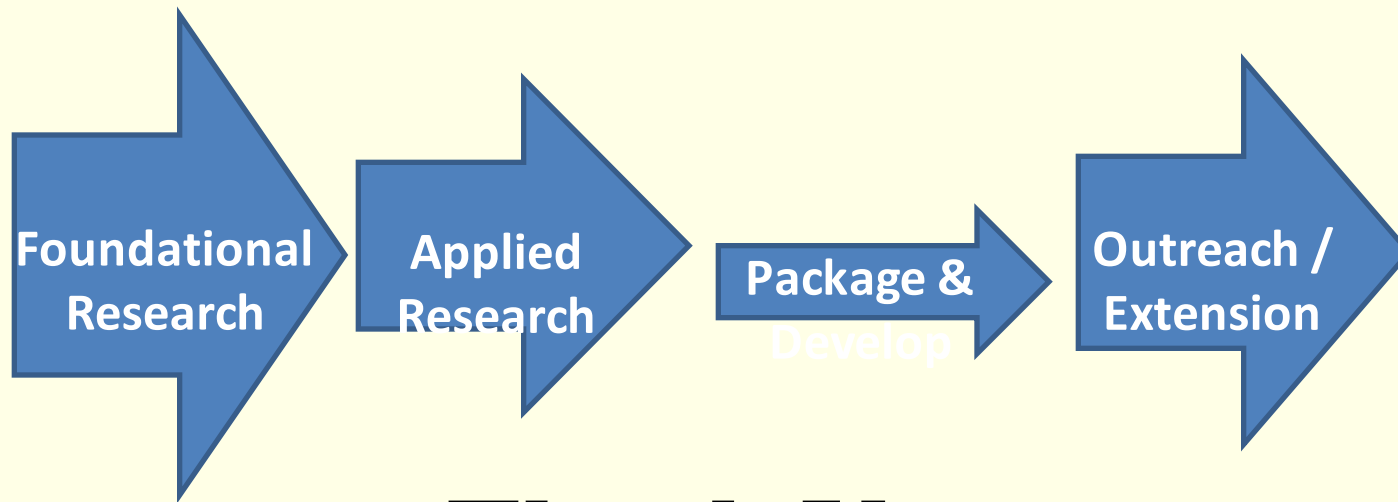 Foundational
Research
Applied
Research
Package &
Develop
Outreach /
Extension